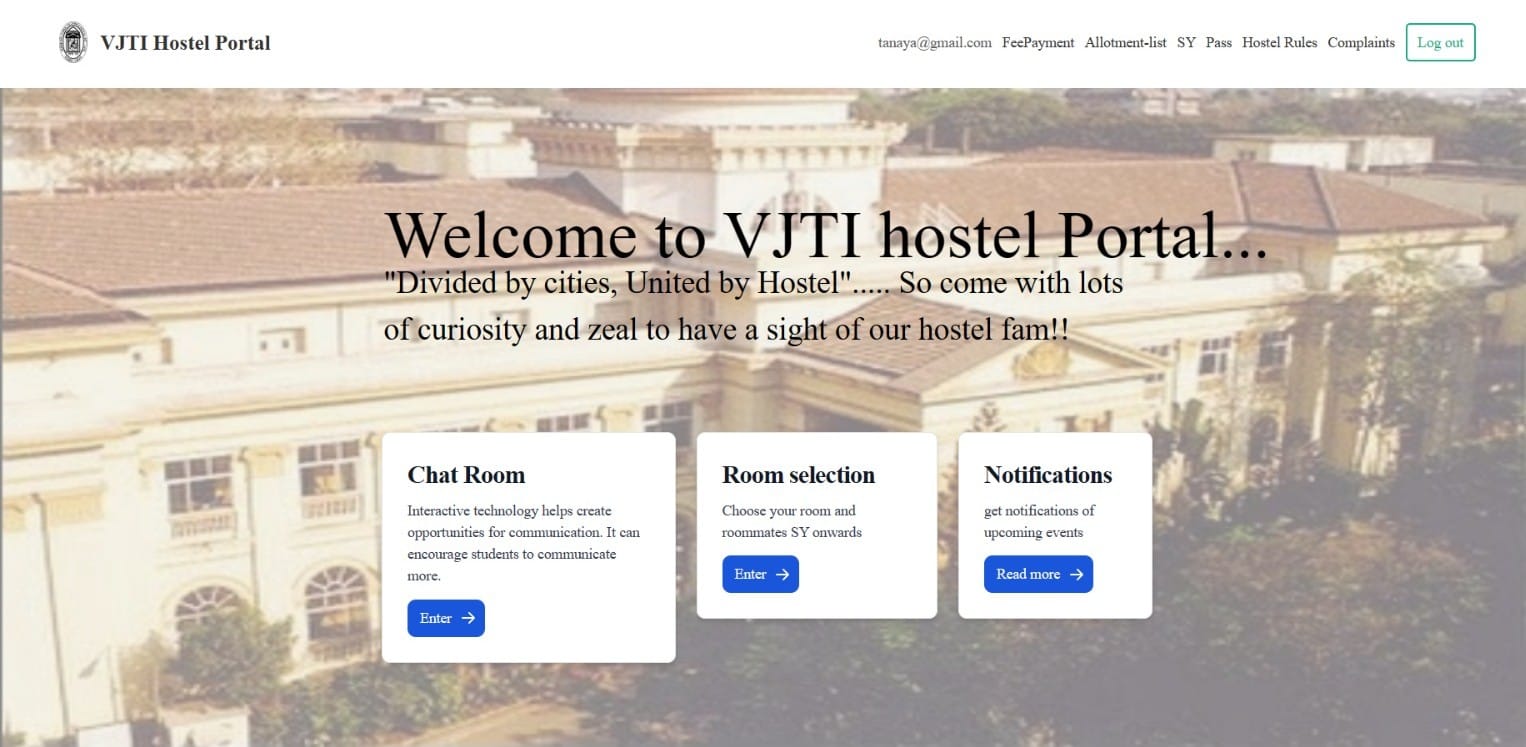 VJTI Hostel Portal
tanaya@gmail.com FeePayment Allotment-list SY Pass Hostel Rules Complaints Log out
Welcome to VJTI hostel Portal...
"Divided by cities, United by Hostel"..... So come with lots
of curiosity and zeal to have a sight of our hostel fam!!
Chat Room
Interactive technology helps create
opportunities for communication. It can
encourage students to communicate
more.
Enter
Room selection
Choose your room and
roommates SY onwards
Enter
Notifications
get notifications of
upcoming events
Read more